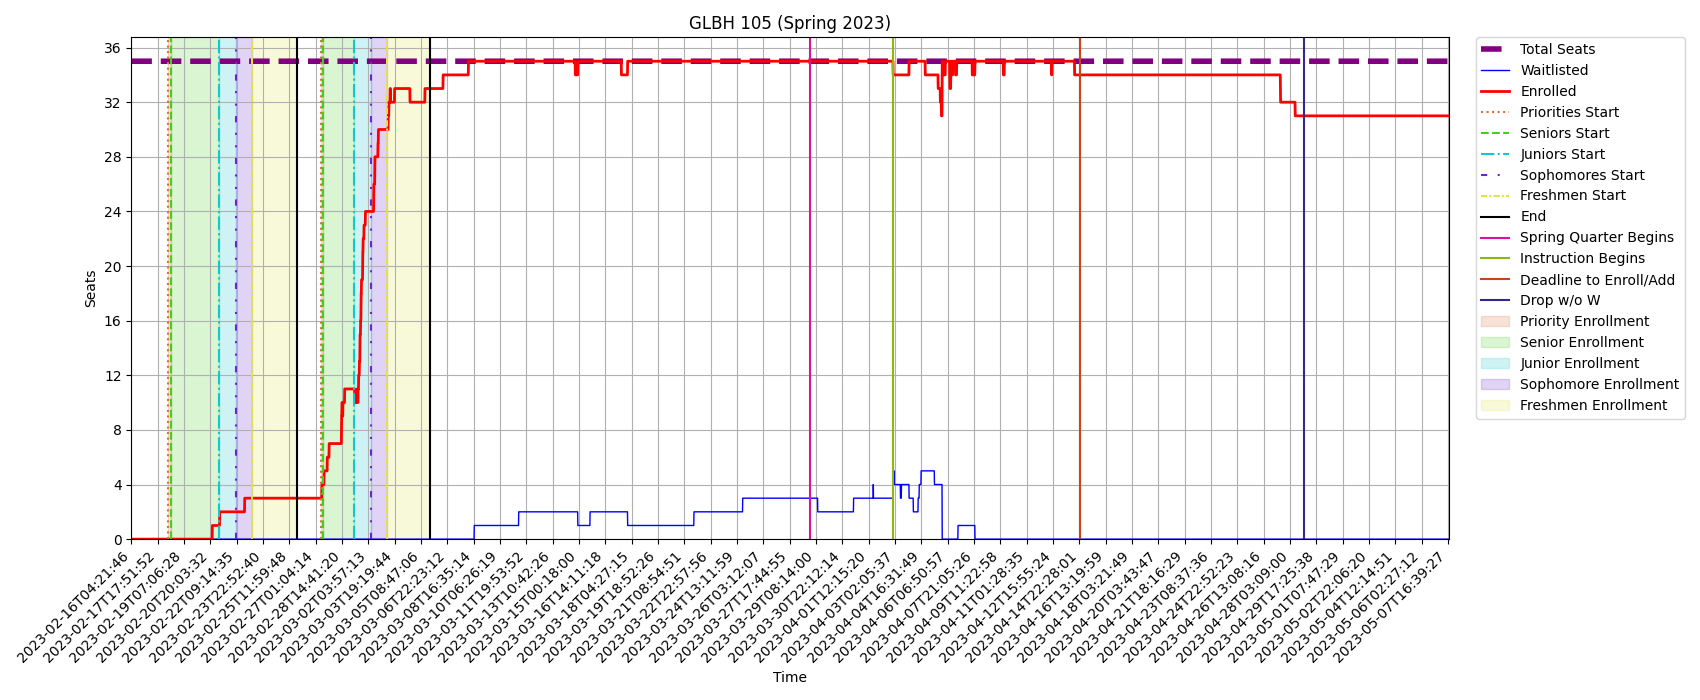 GLBH 105 (Spring 2023)
36
32
28
24
20
16
12
8
4
0
Seats
2023-02-16T04:21:46
2023-02-17T17:51:52
2023-02-19T07:06:28
2023-02-20T20:03:32
2023-02-22T09:14:35
2023-02-23T22:52:40
2023-02-25T11:59:48
2023-02-27T01:04:14
2023-02-28T14:41:20
2023-03-02T03:57:13
2023-03-03T19:19:44
2023-03-05T08:47:06
2023-03-06T22:23:12
2023-03-08T16:35:14
2023-03-10T06:26:19
2023-03-11T19:53:52
2023-03-13T10:42:26
2023-03-15T00:18:00
2023-03-16T14:11:18
2023-03-18T04:27:15
2023-03-19T18:52:26
2023-03-21T08:54:51
2023-03-22T22:57:56
2023-03-24T13:11:59
2023-03-26T03:12:07
2023-03-27T17:44:55
2023-03-29T08:14:00
2023-03-30T22:12:14
2023-04-01T12:15:20
2023-04-03T02:05:37
2023-04-04T16:31:49
2023-04-06T06:50:57
2023-04-07T21:05:26
2023-04-09T11:22:58
2023-04-11T01:28:35
2023-04-12T15:55:24
2023-04-14T22:28:01
2023-04-16T13:19:59
2023-04-18T03:21:49
2023-04-20T03:43:47
2023-04-21T18:16:29
2023-04-23T08:37:36
2023-04-24T22:52:23
2023-04-26T13:08:16
2023-04-28T03:09:00
2023-04-29T17:25:38
2023-05-01T07:47:29
2023-05-02T22:06:20
2023-05-04T12:14:51
2023-05-06T02:27:12
2023-05-07T16:39:27
Time
Total Seats
Waitlisted
Enrolled
Priorities Start
Seniors Start
Juniors Start
Sophomores Start
Freshmen Start
End
Spring Quarter Begins
Instruction Begins
Deadline to Enroll/Add
Drop w/o W
Priority Enrollment
Senior Enrollment
Junior Enrollment
Sophomore Enrollment
Freshmen Enrollment